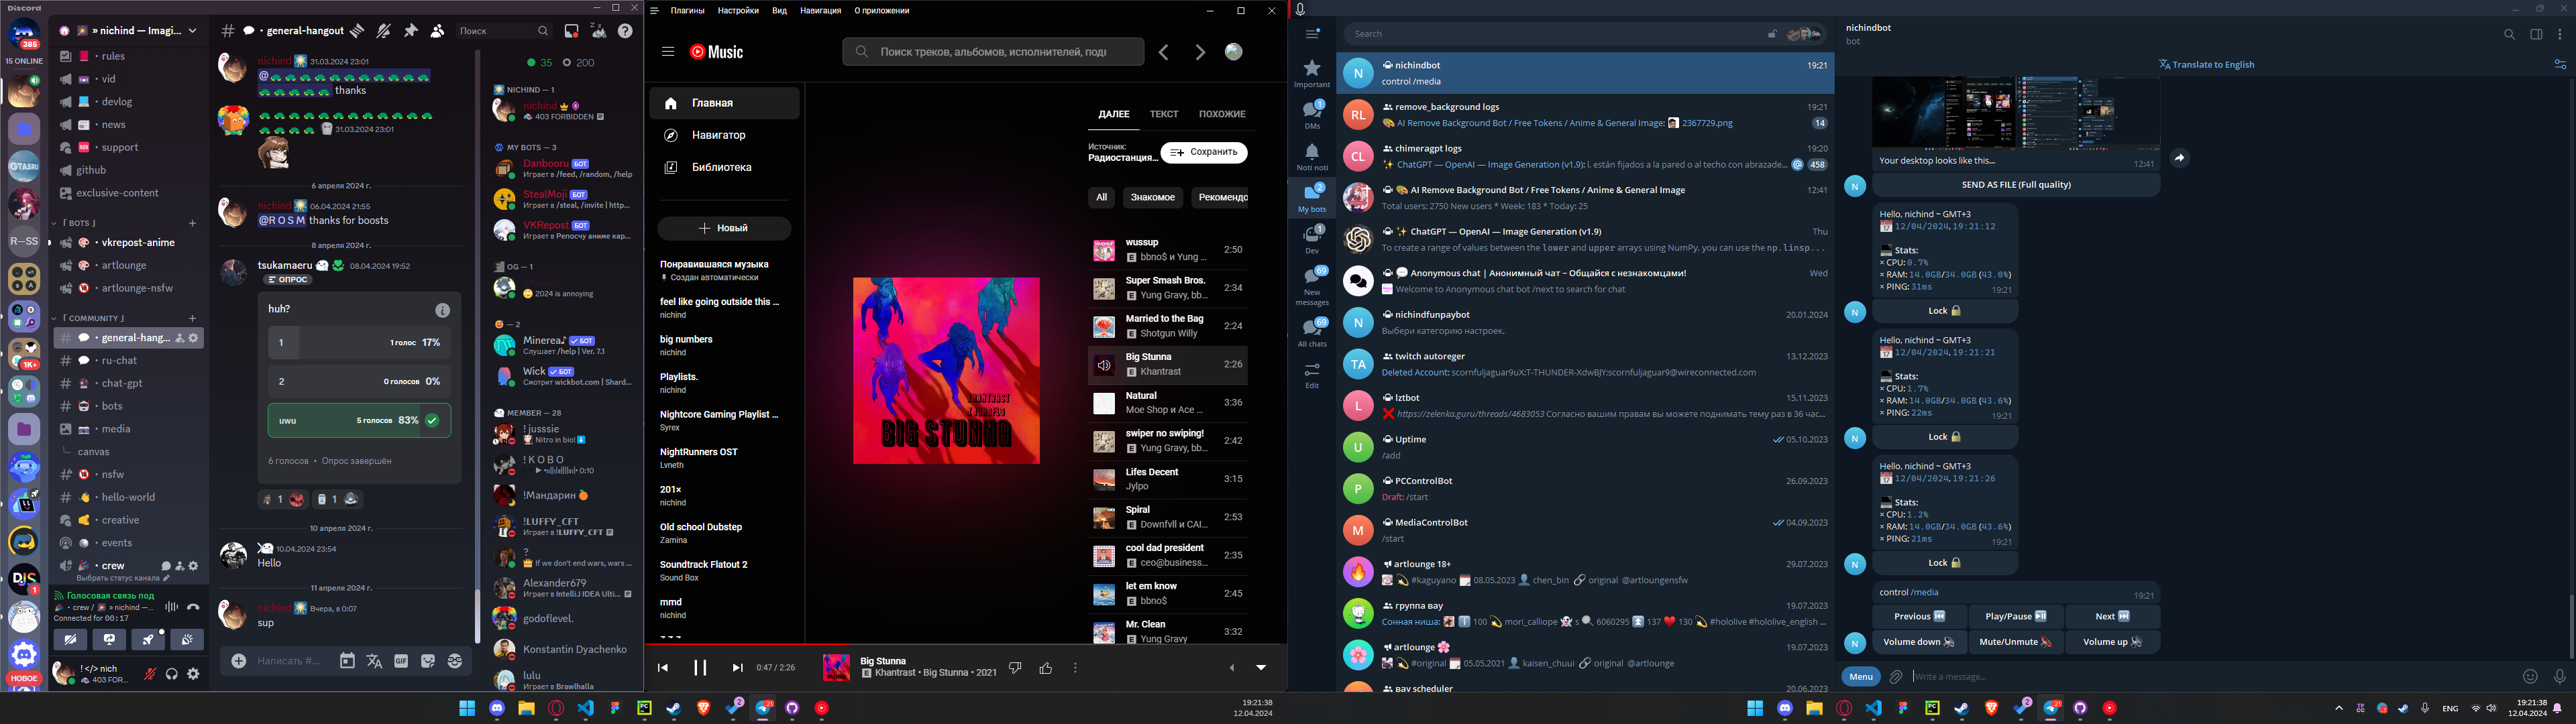 Discord
385
15 ONLINE
R—SS
1K+
НОВОЕ
» nichind — Imagi...
rules
vid
devlog
news
support
github
exclusive-content
「 BOTS 」
vkrepost-anime
artlounge
artlounge-nsfw
「 COMMUNITY 」
general-hang...
ru-chat
chat-gpt
bots
media
canvas
nsfw
hello-world
creative
events
crew
Выбрать статус канала
Голосовая связь под
crew / » nichind —...
Connected for 00:17
! </> nich
403 FOR...
general-hangout
Поиск
nichind 31.03.2024 23:01
@
thanks
31.03.2024 23:01
6 апреля 2024 г.
nichind 06.04.2024 21:55
@R O S M thanks for boosts
8 апреля 2024 г.
tsukamaeru 08.04.2024 19:52
ОПРОС
huh?
1 1 голос 17%
2 0 голосов 0%
uwu 5 голосов 83%
6 голосов • Опрос завершён
1 1
10 апреля 2024 г.
10.04.2024 23:54
Hello
11 апреля 2024 г.
nichind Вчера, в 0:07
sup
Написать #...
GIF
35 200
NICHIND — 1
nichind
403 FORBIDDEN
MY BOTS — 3
Danbooru БОТ
Играет в /feed, /random, /help
StealMoji БОТ
Играет в /steal, /invite | http...
VKRepost БОТ
Играет в Репосчу аниме кар...
OG — 1
2024 is annoying
— 2
Minerea♪ БОТ
Слушает /help | Ver. 7.1
Wick БОТ
Смотрит wickbot.com | Shard...
MEMBER — 28
! jusssie
Nitro in bio!
! K O B O
0:10
!Мандарин
!LUFFY_CFT
Играет в !LUFFY_CFT
?
If we don't end wars, wars ...
Alexander679
Играет в IntelliJ IDEA Ulti...
godoflevel.
Konstantin Dyachenko
lulu
Играет в Brawlhalla
Плагины Настройки Вид Навигация О приложении
Music
Поиск треков, альбомов, исполнителей, подк
Главная
Навигатор
Библиотека
Новый
Понравившаяся музыка
Создан автоматически
feel like going outside this ...
nichind
big numbers
nichind
Playlists.
nichind
Nightcore Gaming Playlist ...
Syrex
NightRunners OST
Lvneth
201×
nichind
Old school Dubstep
Zamina
Soundtrack Flatout 2
Sound Box
mmd
nichind
BIG STUNNA
ДАЛЕЕ ТЕКСТ ПОХОЖИЕ
Источник:
Радиостанция...
Сохранить
All Знакомое Рекомендо
wussup
E bbno$ и Yung ... 2:50
Super Smash Bros.
E Yung Gravy, bb... 2:34
Married to the Bag
E Shotgun Willy 2:24
Big Stunna
E Khantrast 2:26
Natural
Moe Shop и Ace ... 3:36
swiper no swiping!
E Yung Gravy, bb... 2:42
Lifes Decent
Jylpo 3:15
Spiral
E Downfvll и CAI... 2:53
cool dad president
E ceo@business... 2:35
let em know
E bbno$ 2:45
Mr. Clean
E Yung Gravy 3:32
0:47 / 2:26
Big Stunna
E Khantrast • Big Stunna • 2021
19:21:38
12.04.2024
Important
DMs
Noti noti
My bots
Dev
New messages
All chats
Edit
Search
nichindbot 19:21
control /media
remove_background logs 19:21
AI Remove Background Bot / Free Tokens / Anime & General Image: 2367729.png 14
chimeragpt logs 19:21
ChatGPT — OpenAI — Image Generation (v1.9): l, están fijados a la pared o al techo con abrazade... @ 458
AI Remove Background Bot / Free Tokens / Anime & General Image 12:41
Total users: 2750 New users * Week: 183 * Today: 25
ChatGPT — OpenAI — Image Generation (v1.9) Thu
To create a range of values between the lower and upper arrays using NumPy, you can use the np.linsp...
Anonymous chat | Анонимный чат – Общайся с незнакомцами! Wed
Welcome to Anonymous chat bot /next to search for chat
nichindfunpaybot 20.01.2024
Выбери категорию настроек.
twitch autoreger 13.12.2023
Deleted Account: scornfuljaguar9uX:T-THUNDER-XdwBJY:scornfuljaguar9@wireconnected.com
lztbot 15.11.2023
https://zelenka.guru/threads/4683053 Согласно вашим правам вы можете поднимать тему раз в 36 час...
Uptime 05.10.2023
/add
PCControlBot 26.09.2023
Draft: /start
MediaControlBot 04.09.2023
/start
artlounge 18+ 29.07.2023
#kaguyano 08.05.2023 chen_bin original @artloungensfw
группа вау 19.07.2023
Сонная ниша: 100 mori_calliope s 6060295 137 130 #hololive #hololive_english ...
artlounge 19.07.2023
#original 05.05.2021 kaisen_chuui original @artlounge
вау scheduler 20.06.2023
nichindbot
bot
Translate to English
Your desktop looks like this... 12:41
SEND AS FILE (Full quality)
Hello, nichind ~ GMT+3
12/04/2024, 19:21:12
Stats:
× CPU: 0.7%
× RAM: 14.0GB/34.0GB (43.0%)
× PING: 31ms 19:21
Lock
Hello, nichind ~ GMT+3
12/04/2024, 19:21:21
Stats:
× CPU: 1.7%
× RAM: 14.0GB/34.0GB (43.6%)
× PING: 22ms 19:21
Lock
Hello, nichind ~ GMT+3
12/04/2024, 19:21:26
Stats:
× CPU: 1.2%
× RAM: 14.0GB/34.0GB (43.6%)
× PING: 21ms 19:21
Lock
control /media 19:21
Previous Play/Pause Next
Volume down Mute/Unmute Volume up
Menu
Write a message...
ENG
19:21:38
12.04.2024